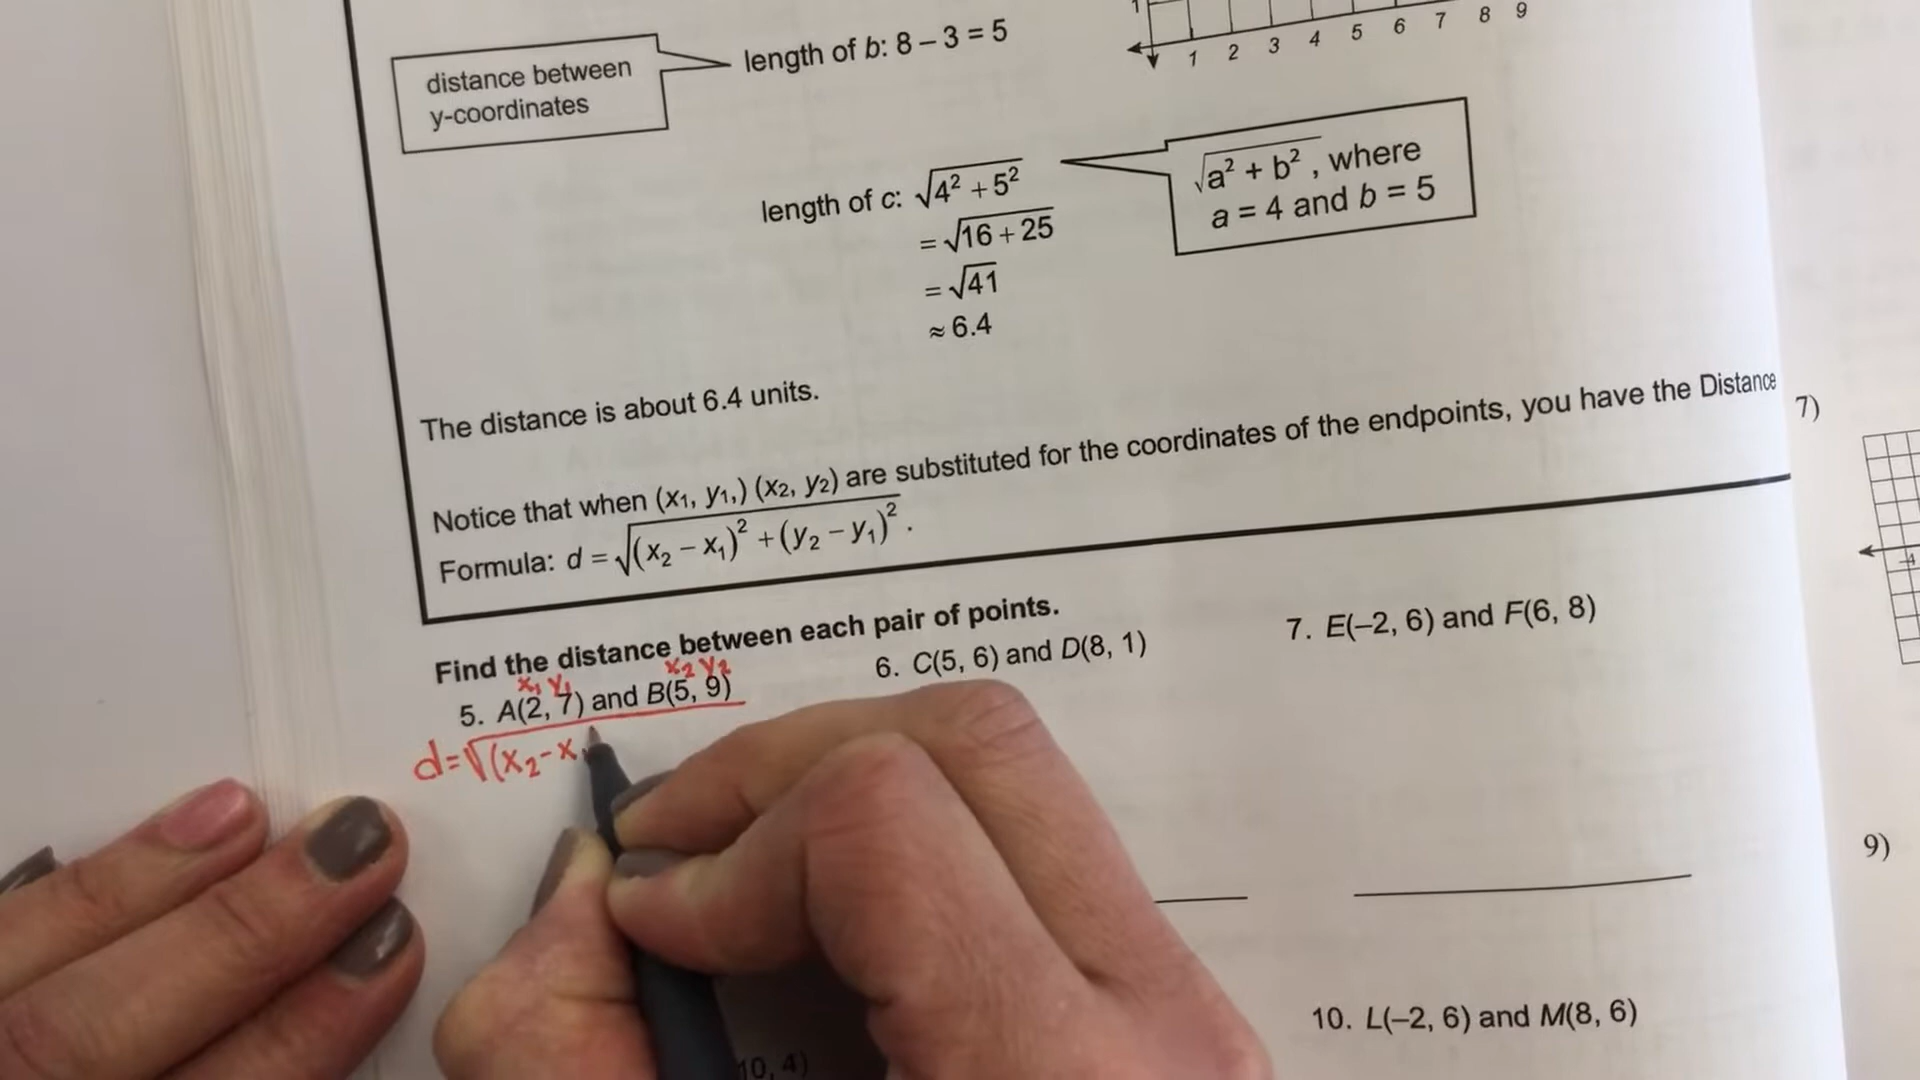 distance between
y-coordinates
length of b: 8 – 3 = 5
1
1 2 3 4 5 6 7 8 9
length of c: √4² + 5²
= √16 + 25
= √41
≈ 6.4
√a² + b² , where
a = 4 and b = 5
The distance is about 6.4 units.
Notice that when (x₁, y₁,) (x₂, y₂) are substituted for the coordinates of the endpoints, you have the Distance
Formula: d = √(x₂ – x₁)² + (y₂ – y₁)² .
7)
–4
Find the distance between each pair of points.
x₁ y₁ x₂ y₂
5. A(2, 7) and B(5, 9)
6. C(5, 6) and D(8, 1)
7. E(–2, 6) and F(6, 8)
d=√(x₂-x
9)
10. L(–2, 6) and M(8, 6)
10, 4)